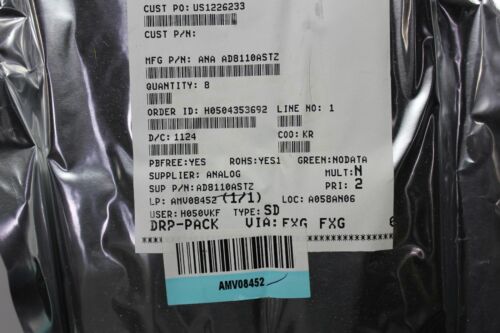 CUST PO: US1226233
CUST P/N:
MFG P/N: ANA AD8110ASTZ
QUANTITY: 8
ORDER ID: H0504353692 LINE NO: 1
D/C: 1124 COO: KR
PBFREE:YES ROHS:YES1 GREEN:NODATA
SUPPLIER: ANALOG MULT:N
SUP P/N:AD8110ASTZ PRI: 2
LP: AMV08452 (1/1) LOC: A058AN06
USER: H050VKF TYPE: SD
DRP-PACK VIA: FXG FXG
AMV08452